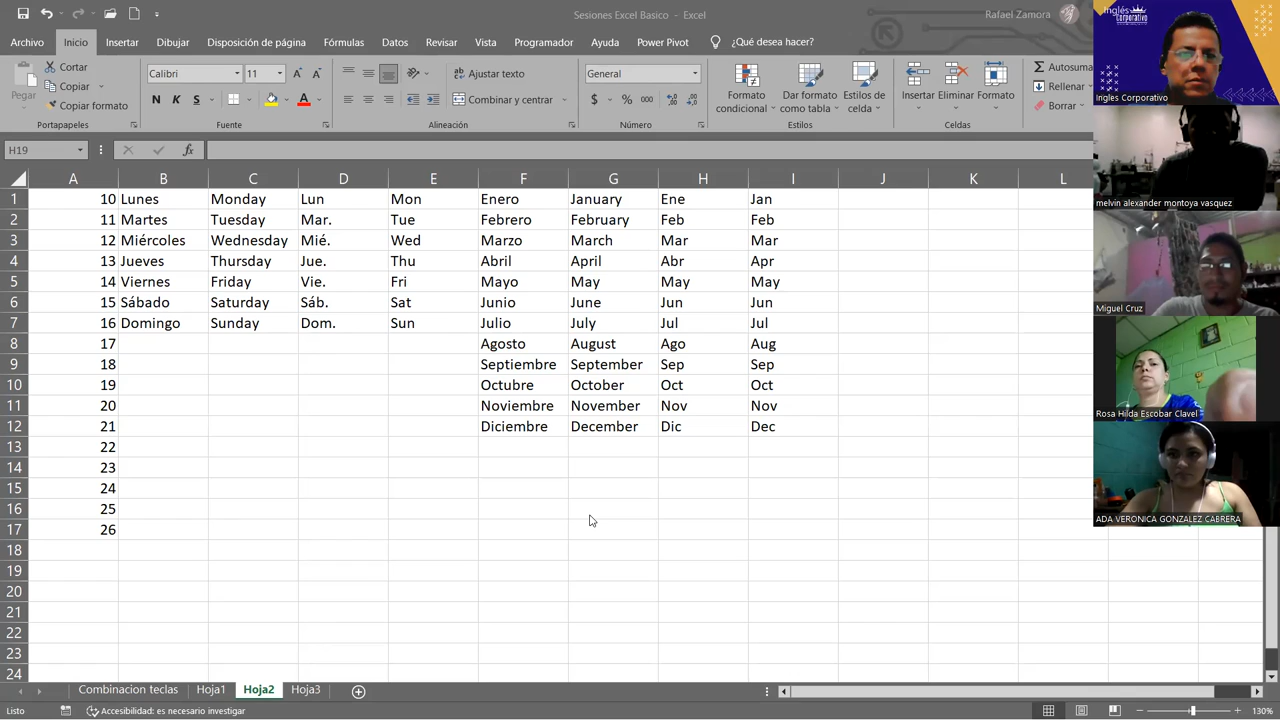 Sesiones Excel Basico - Excel
Rafael Zamora
Archivo Inicio Insertar Dibujar Disposición de página Fórmulas Datos Revisar Vista Programador Ayuda Power Pivot ¿Qué desea hacer?
Pegar
Cortar
Copiar
Copiar formato
Portapapeles
Calibri 11
N K S
Fuente
Ajustar texto
Combinar y centrar
Alineación
General
$ % 000
Número
Formato condicional
Dar formato como tabla
Estilos de celda
Estilos
Insertar Eliminar Formato
Celdas
Autosuma
Rellenar
Borrar
H19
fx
A B C D E F G H I J K L
1 10 Lunes Monday Lun Mon Enero January Ene Jan
2 11 Martes Tuesday Mar. Tue Febrero February Feb Feb
3 12 Miércoles Wednesday Mié. Wed Marzo March Mar Mar
4 13 Jueves Thursday Jue. Thu Abril April Abr Apr
5 14 Viernes Friday Vie. Fri Mayo May May May
6 15 Sábado Saturday Sáb. Sat Junio June Jun Jun
7 16 Domingo Sunday Dom. Sun Julio July Jul Jul
8 17 Agosto August Ago Aug
9 18 Septiembre September Sep Sep
10 19 Octubre October Oct Oct
11 20 Noviembre November Nov Nov
12 21 Diciembre December Dic Dec
13 22
14 23
15 24
16 25
17 26
18
19
20
21
22
23
24
Combinacion teclas Hoja1 Hoja2 Hoja3
Listo
Accesibilidad: es necesario investigar
130%
Inglés
Corporativo
Ingles Corporativo
melvin alexander montoya vasquez
Miguel Cruz
Rosa Hilda Escobar Clavel
ADA VERONICA GONZALEZ CABRERA